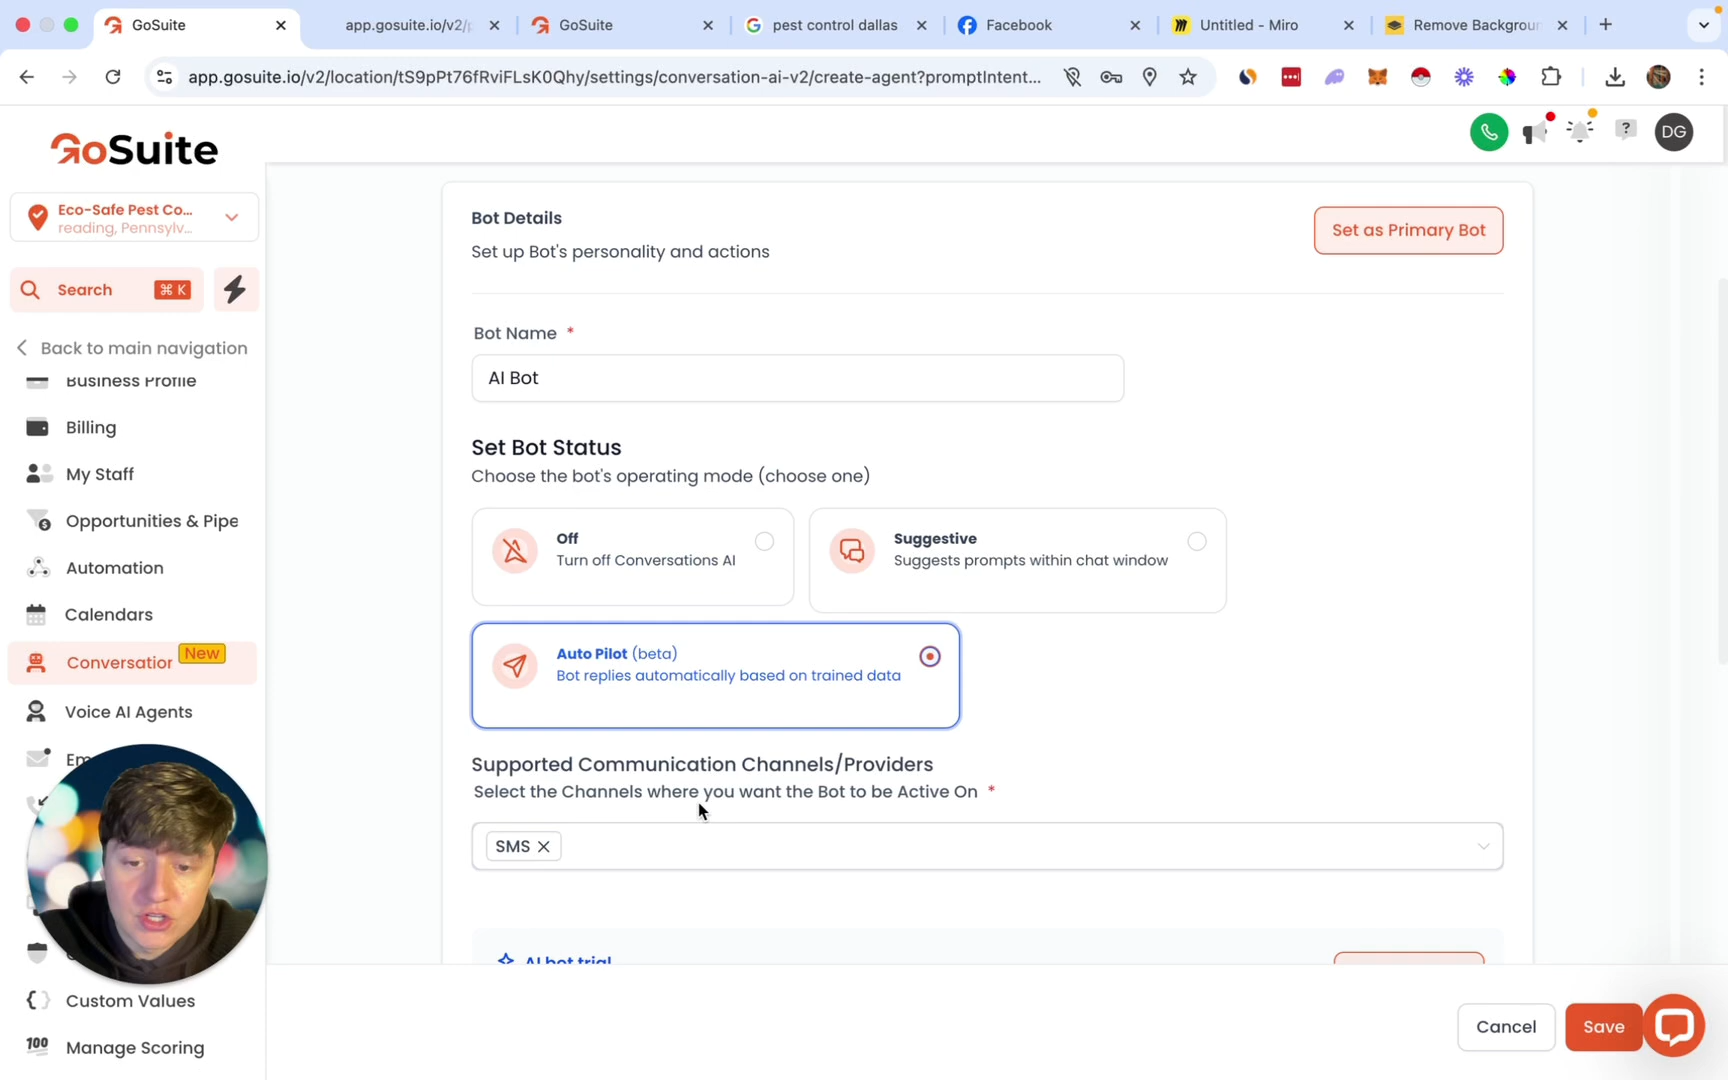 GoSuite
app.gosuite.io/v2/
GoSuite
pest control dallas
Facebook
Untitled - Miro
Remove Backgroun
app.gosuite.io/v2/location/tS9pPt76fRviFLsK0Qhy/settings/conversation-ai-v2/create-agent?promptIntent...
GoSuite
DG
Eco-Safe Pest Co...
reading, Pennsylv...
Search ⌘ K
Back to main navigation
Business Profile
Billing
My Staff
Opportunities & Pipe
Automation
Calendars
Conversation New
Voice AI Agents
Custom Values
100 Manage Scoring
Bot Details
Set up Bot's personality and actions
Set as Primary Bot
Bot Name *
AI Bot
Set Bot Status
Choose the bot's operating mode (choose one)
Off
Turn off Conversations AI
Suggestive
Suggests prompts within chat window
Auto Pilot (beta)
Bot replies automatically based on trained data
Supported Communication Channels/Providers
Select the Channels where you want the Bot to be Active On *
SMS
AI bot trial
Cancel
Save